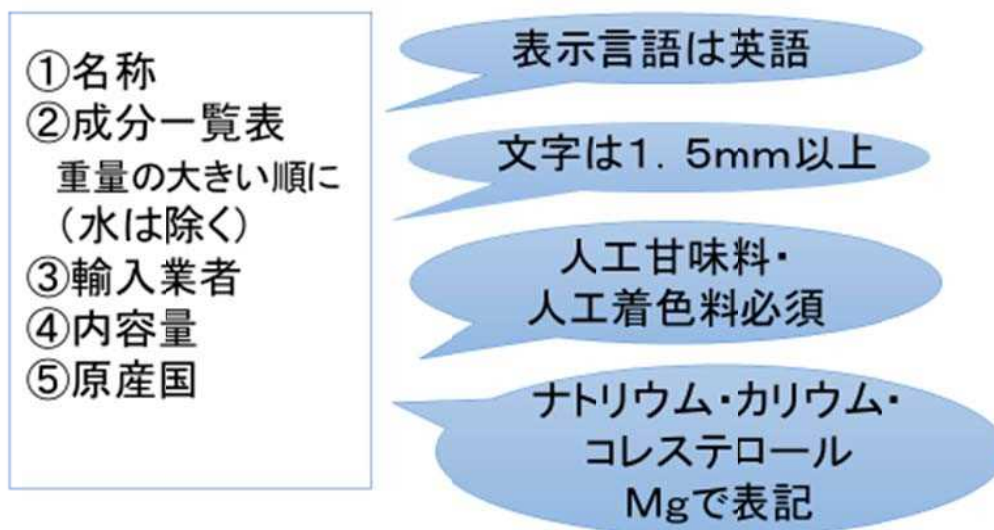 ①名称
②成分一覧表
重量の大きい順に
（水は除く）
③輸入業者
④内容量
⑤原産国
表示言語は英語
文字は１．５ｍｍ以上
人工甘味料・
人工着色料必須
ナトリウム・カリウム・
コレステロール
Ｍｇで表記